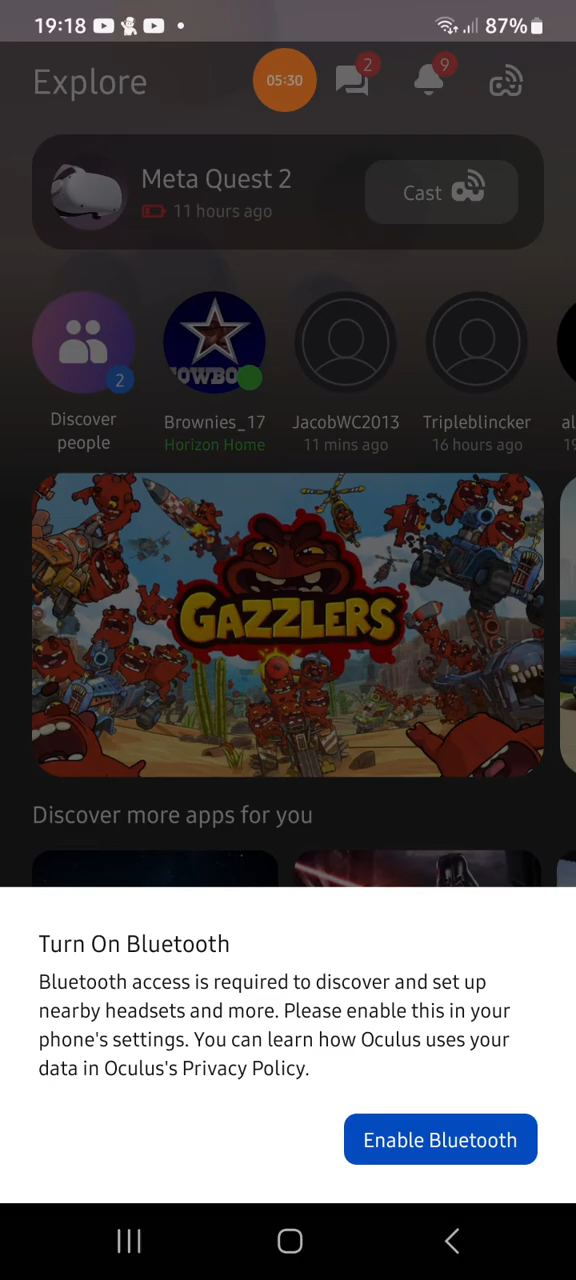 19:18
87%
Explore
05:30
2
9
Meta Quest 2
11 hours ago
Cast
2
OWBO
Discover people
Brownies_17
Horizon Home
JacobWC2013
11 mins ago
Tripleblincker
16 hours ago
al
19
GAZZLERS
Discover more apps for you
Turn On Bluetooth
Bluetooth access is required to discover and set up
nearby headsets and more. Please enable this in your
phone's settings. You can learn how Oculus uses your
data in Oculus's Privacy Policy.
Enable Bluetooth